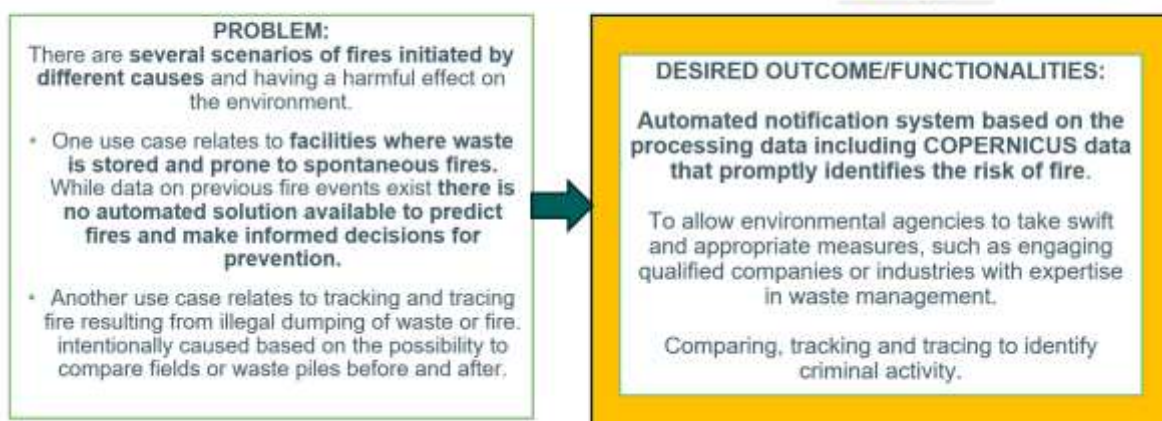 PROBLEM:
There are several scenarios of fires initiated by
different causes and having a harmful effect on
the environment.
• One use case relates to facilities where waste
is stored and prone to spontaneous fires.
While data on previous fire events exist there is
no automated solution available to predict
fires and make informed decisions for
prevention.
• Another use case relates to tracking and tracing
fire resulting from illegal dumping of waste or fire.
intentionally caused based on the possibility to
compare fields or waste piles before and after.
DESIRED OUTCOME/FUNCTIONALITIES:
Automated notification system based on the
processing data including COPERNICUS data
that promptly identifies the risk of fire.
To allow environmental agencies to take swift
and appropriate measures, such as engaging
qualified companies or industries with expertise
in waste management.
Comparing, tracking and tracing to identify
criminal activity.